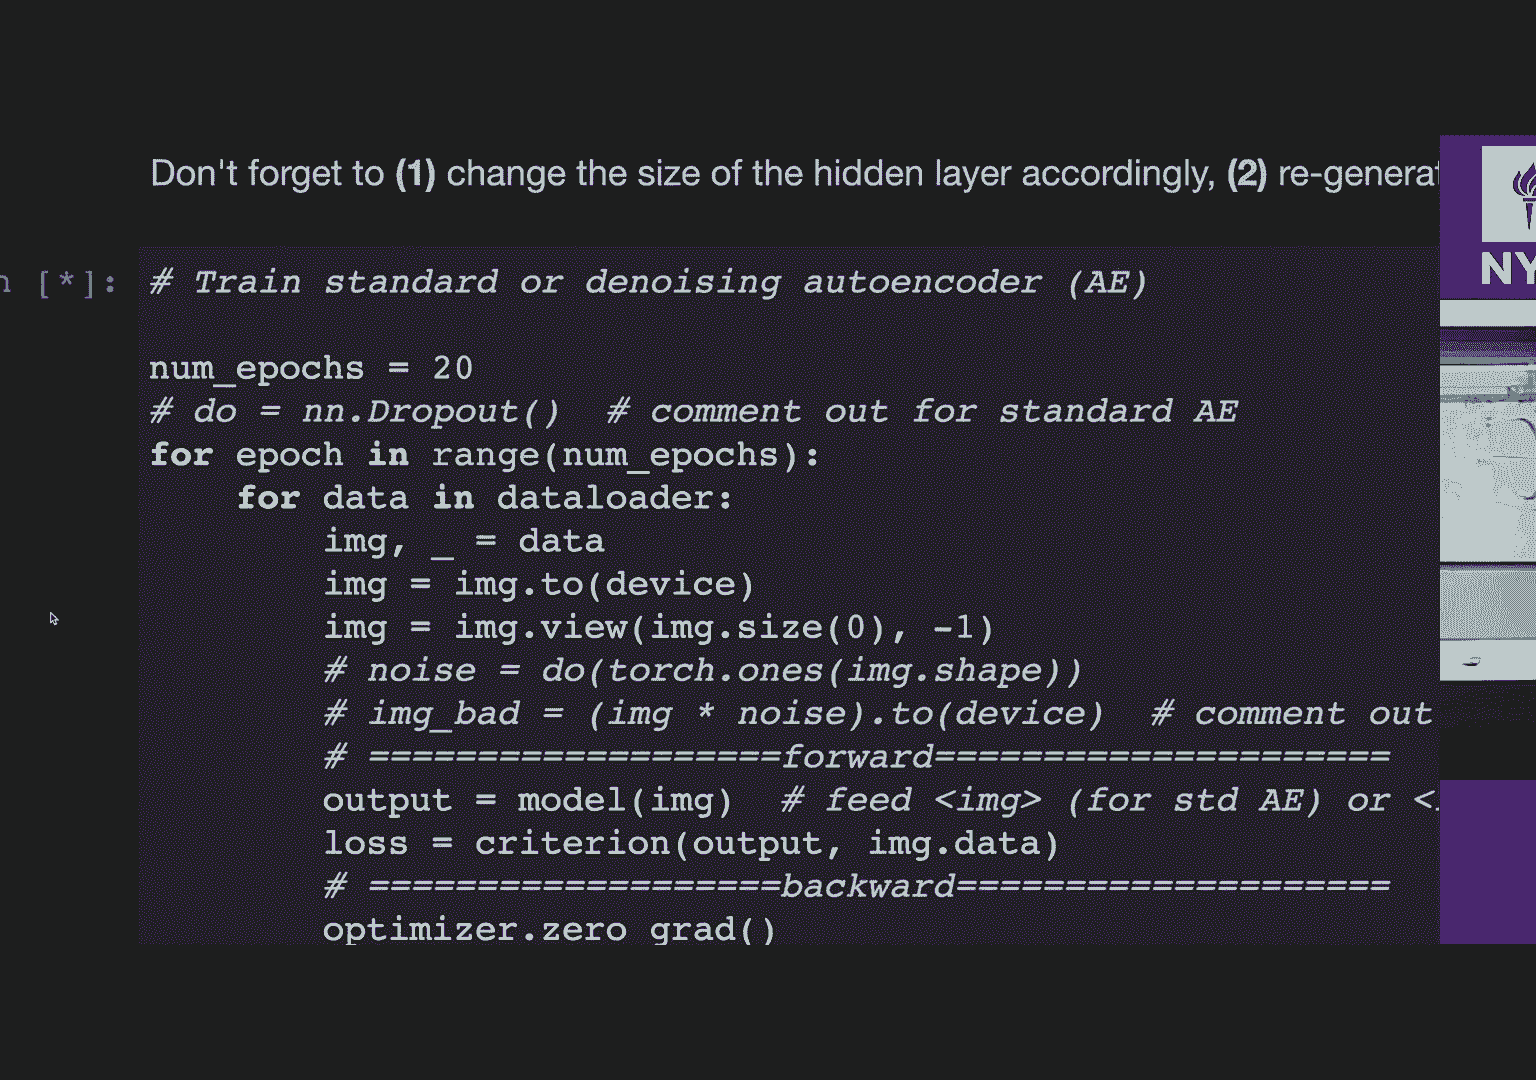 Don't forget to (1) change the size of the hidden layer accordingly, (2)
[*]:
# Train standard or denoising autoencoder (AE)
num_epochs = 20
# do = nn.Dropout()  # comment out for standard AE
for epoch in range(num_epochs):
    for data in dataloader:
        img, _ = data
        img = img.to(device)
        img = img.view(img.size(0), -1)
        # noise = do(torch.ones(img.shape))
        # img_bad = (img * noise).to(device)  # comment out
        # ===================forward=====================
        output = model(img)  # feed <img> (for std AE) or
        loss = criterion(output, img.data)
        # ===================backward====================
        optimizer.zero_grad()
NY